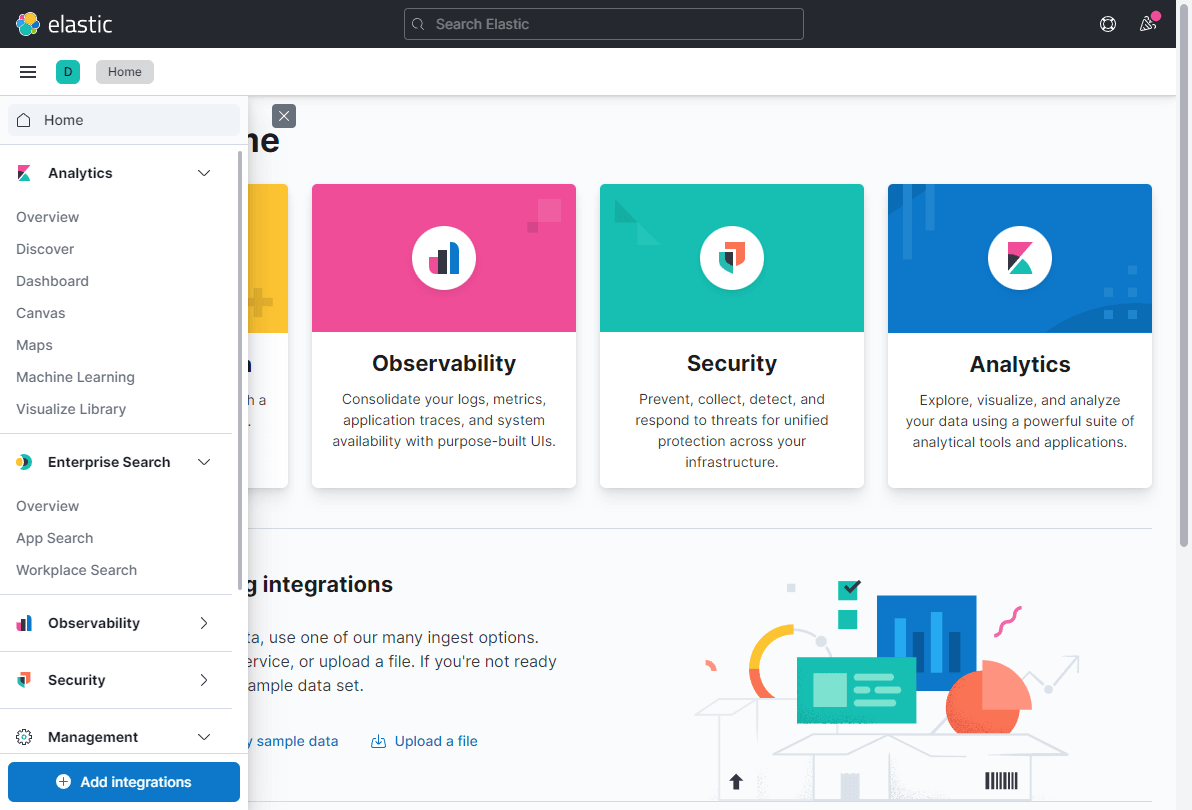 elastic
Search Elastic
D
Home
Home
Analytics
Overview
Discover
Dashboard
Canvas
Maps
Machine Learning
Visualize Library
Enterprise Search
Overview
App Search
Workplace Search
Observability
Security
Management
Add integrations
Observability
Consolidate your logs, metrics,
application traces, and system
availability with purpose-built UIs.
Security
Prevent, collect, detect, and
respond to threats for unified
protection across your
infrastructure.
Analytics
Explore, visualize, and analyze
your data using a powerful suite of
analytical tools and applications.
h a
g integrations
ta, use one of our many ingest options.
ervice, or upload a file. If you're not ready
ample data set.
y sample data
Upload a file